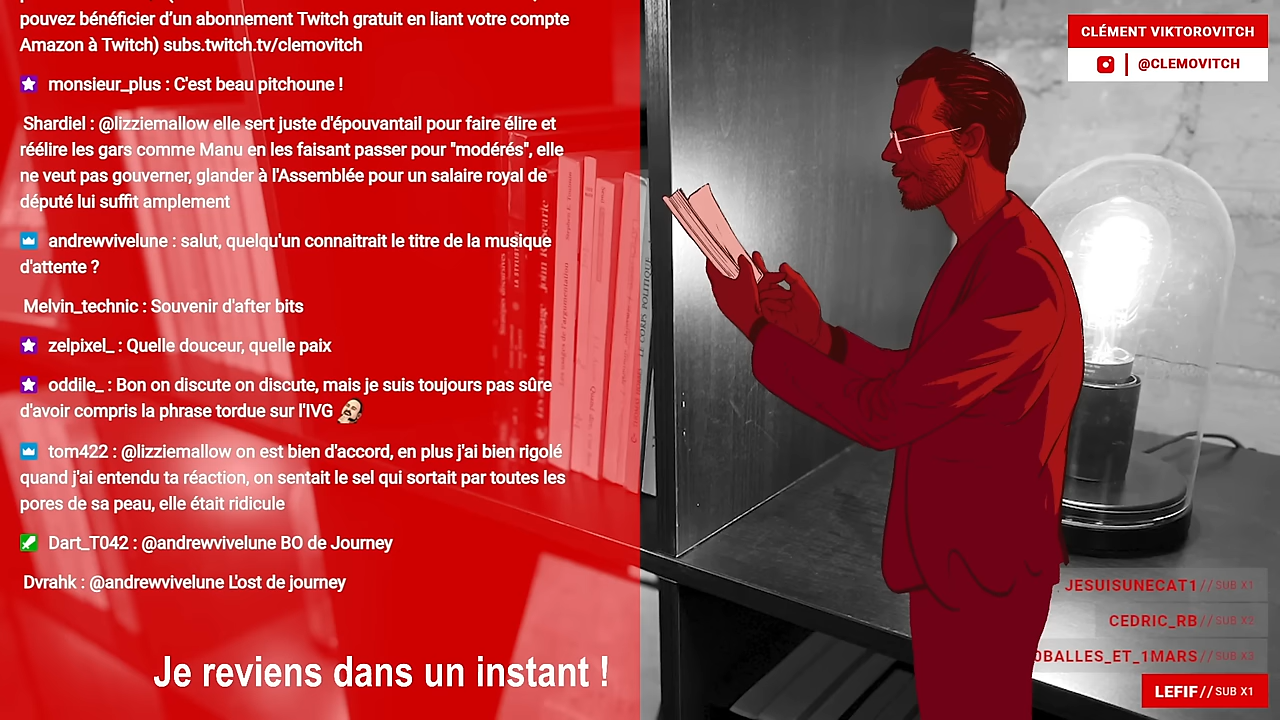 pouvez bénéficier d’un abonnement Twitch gratuit en liant votre compte
Amazon à Twitch) subs.twitch.tv/clemovitch
monsieur_plus : C'est beau pitchoune !
Shardiel : @lizziemallow elle sert juste d'épouvantail pour faire élire et
réélire les gars comme Manu en les faisant passer pour "modérés", elle
ne veut pas gouverner, glander à l'Assemblée pour un salaire royal de
député lui suffit amplement
andrewvivelune : salut, quelqu'un connaitrait le titre de la musique
d'attente ?
Melvin_technic : Souvenir d'after bits
zelpixel_ : Quelle douceur, quelle paix
oddile_ : Bon on discute on discute, mais je suis toujours pas sûre
d'avoir compris la phrase tordue sur l'IVG
tom422 : @lizziemallow on est bien d'accord, en plus j'ai bien rigolé
quand j'ai entendu ta réaction, on sentait le sel qui sortait par toutes les
pores de sa peau, elle était ridicule
Dart_T042 : @andrewvivelune BO de Journey
Dvrahk : @andrewvivelune L'ost de journey
Je reviens dans un instant !
CLÉMENT VIKTOROVITCH
@CLEMOVITCH
JESUISUNECAT1// SUB X1
CEDRIC_RB// SUB X2
OBALLES_ET_1MARS// SUB X3
LEFIF// SUB X1